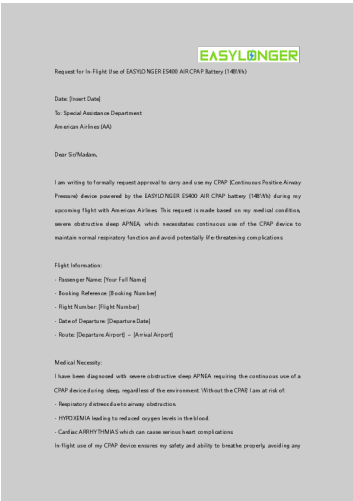 EASYLONGER
Request for In-Flight Use of EASYLONGER ES400 AIR CPAP Battery (148Wh)
Date: [Insert Date]
To: Special Assistance Department
American Airlines (AA)
Dear Sir/Madam,
I am writing to formally request approval to carry and use my CPAP (Continuous Positive Airway
Pressure) device powered by the EASYLONGER ES400 AIR CPAP battery (148Wh) during my
upcoming flight with American Airlines. This request is made based on my medical condition,
severe obstructive sleep APNEA, which necessitates continuous use of the CPAP device to
maintain normal respiratory function and avoid potentially life-threatening complications.
Flight Information:
- Passenger Name: [Your Full Name]
- Booking Reference: [Booking Number]
- Flight Number: [Flight Number]
- Date of Departure: [Departure Date]
- Route: [Departure Airport] – [Arrival Airport]
Medical Necessity:
I have been diagnosed with severe obstructive sleep APNEA requiring the continuous use of a
CPAP device during sleep, regardless of the environment. Without the CPAP, I am at risk of:
- Respiratory distress due to airway obstruction.
- HYPOXEMIA leading to reduced oxygen levels in the blood.
- Cardiac ARRHYTHMIAS which can cause serious heart complications.
In-flight use of my CPAP device ensures my safety and ability to breathe properly, avoiding any